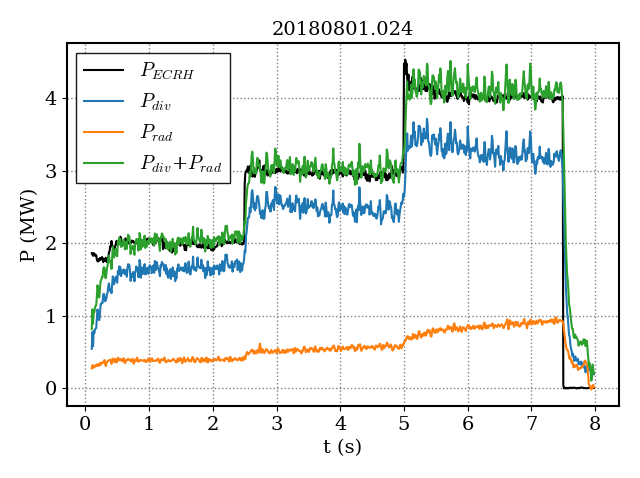 20180801.024
P_ECRH
P_div
P_rad
P_div+P_rad
P (MW)
4
3
2
1
0
0 1 2 3 4 5 6 7 8
t (s)